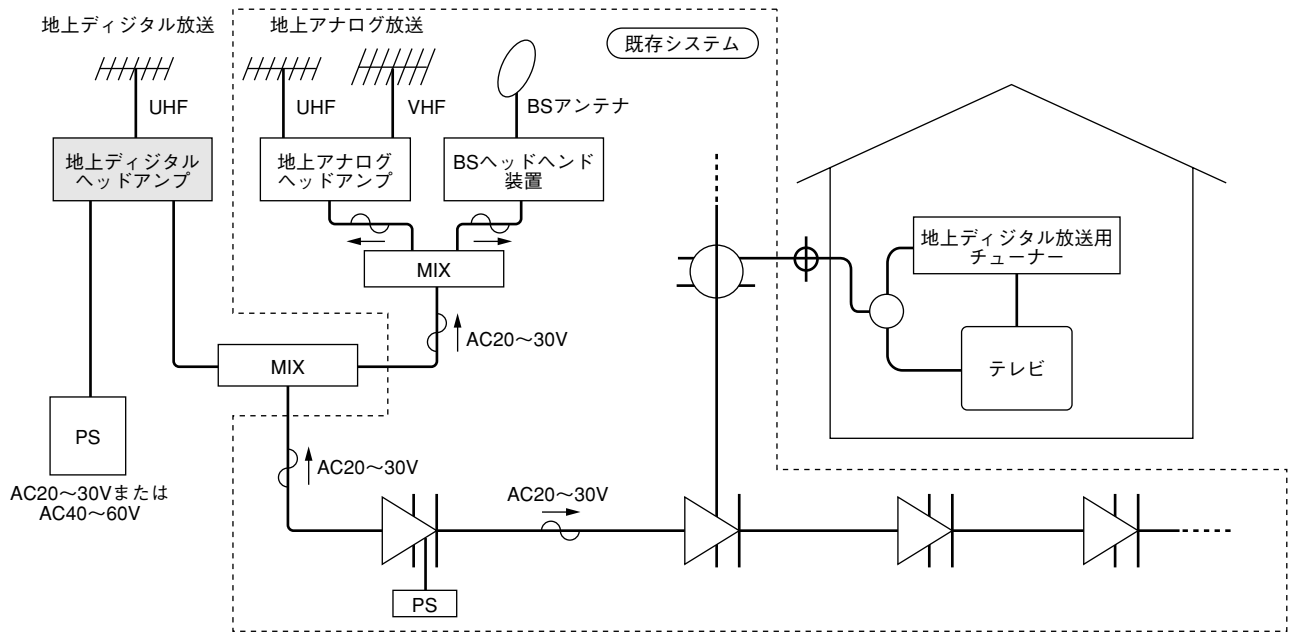 地上ディジタル放送
地上アナログ放送
既存システム
UHF
UHF
VHF
BSアンテナ
地上ディジタル
ヘッドアンプ
地上アナログ
ヘッドアンプ
BSヘッドヘンド
装置
地上ディジタル放送用
チューナー
MIX
AC20〜30V
MIX
テレビ
PS
AC20〜30Vまたは
AC40〜60V
AC20〜30V
AC20〜30V
PS